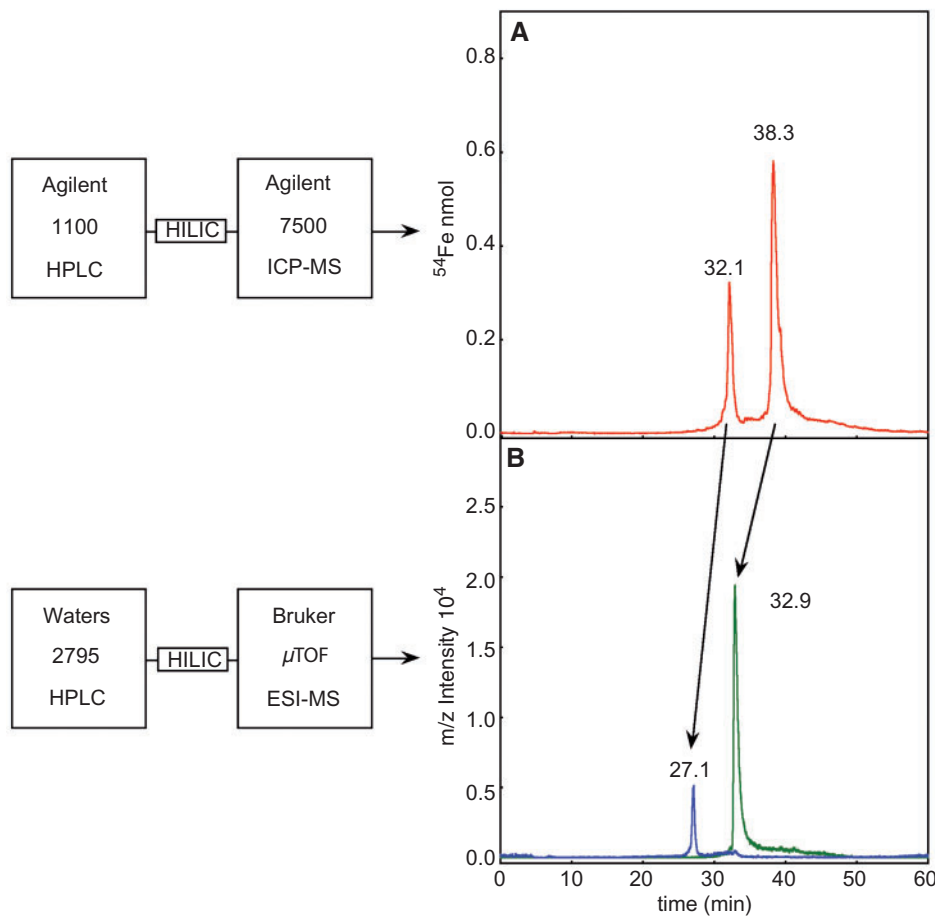 Agilent
1100
HPLC
HILIC
Agilent
7500
ICP-MS
A
⁵⁴Fe nmol
0.8
0.6
0.4
0.2
0.0
32.1
38.3
Waters
2795
HPLC
HILIC
Bruker
µTOF
ESI-MS
B
m/z Intensity 10⁴
2.5
2.0
1.5
1.0
0.5
0.0
27.1
32.9
0 10 20 30 40 50 60
time (min)